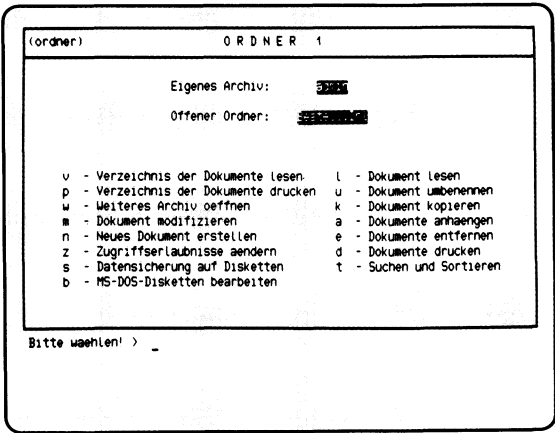 (ordner) O R D N E R 1
Eigenes Archiv:
Offener Ordner:
v - Verzeichnis der Dokumente lesen l - Dokument lesen
p - Verzeichnis der Dokumente drucken u - Dokument umbenennen
w - Weiteres Archiv oeffnen k - Dokument kopieren
m - Dokument modifizieren a - Dokumente anhaengen
n - Neues Dokument erstellen e - Dokumente entfernen
z - Zugriffserlaubnisse aendern d - Dokumente drucken
s - Datensicherung auf Disketten t - Suchen und Sortieren
b - MS-DOS-Disketten bearbeiten
Bitte waehlen! > _